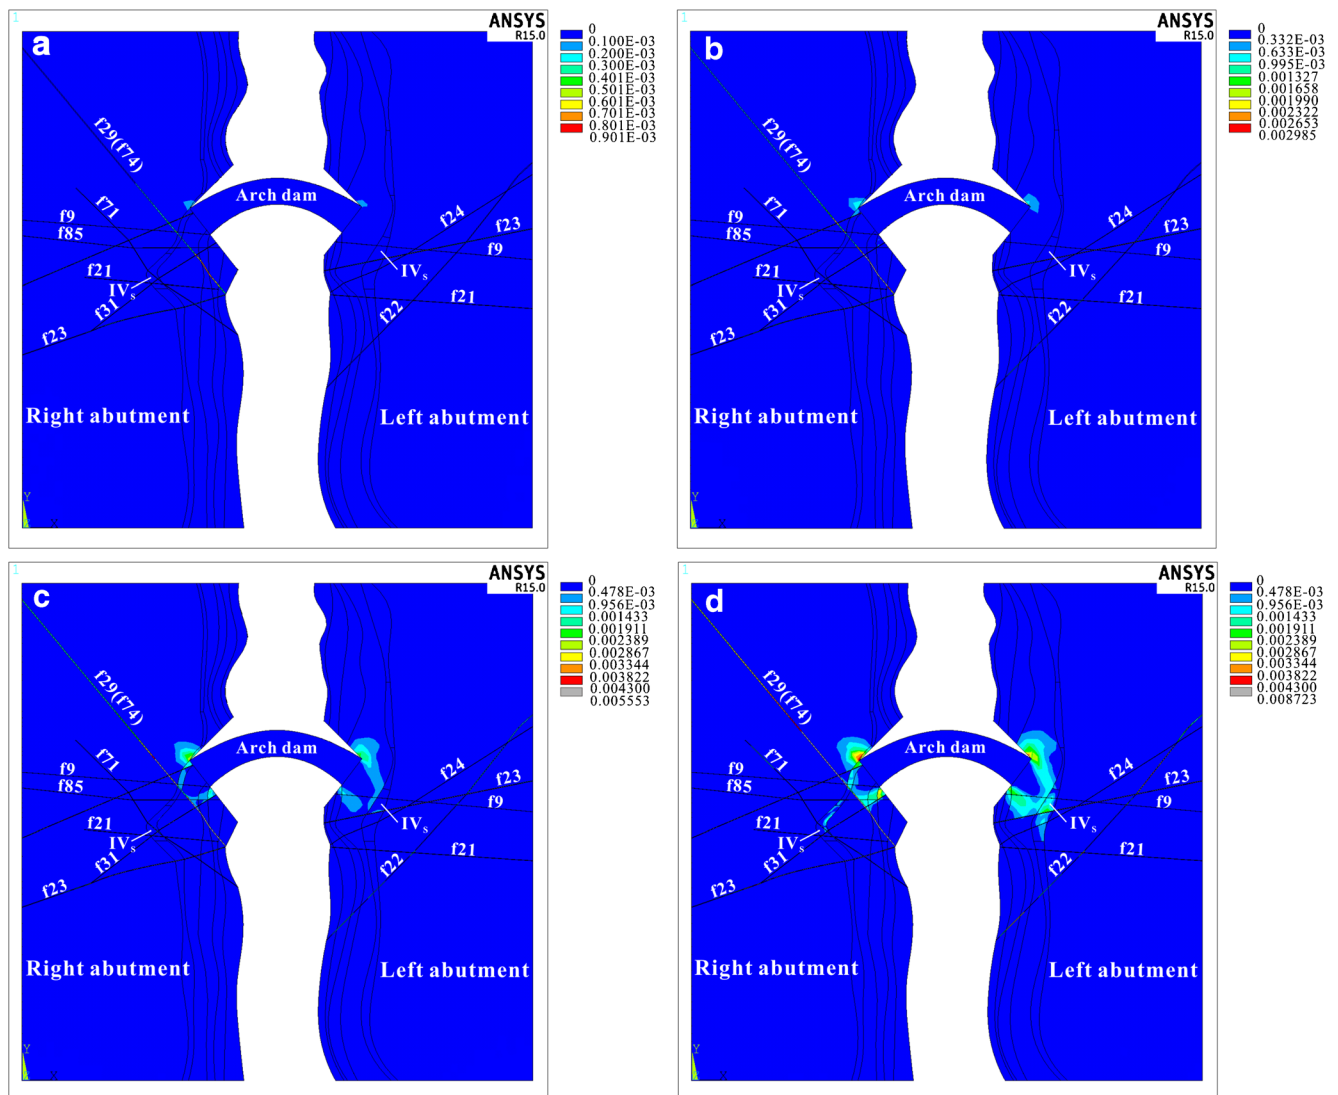 1
ANSYS
R15.0
a
f29(f74)
f71
f9
f85
f21
IVs
f31
f23
Arch dam
f24
f23
f9
IVs
f21
f22
Right abutment
Left abutment
Y
X
0
0.100E-03
0.200E-03
0.300E-03
0.401E-03
0.501E-03
0.601E-03
0.701E-03
0.801E-03
0.901E-03
1
ANSYS
R15.0
b
f29(f74)
f71
f9
f85
f21
IVs
f31
f23
Arch dam
f24
f23
f9
IVs
f21
f22
Right abutment
Left abutment
Y
X
0
0.332E-03
0.633E-03
0.995E-03
0.001327
0.001658
0.001990
0.002322
0.002653
0.002985
1
ANSYS
R15.0
c
f29(f74)
f71
f9
f85
f21
IVs
f31
f23
Arch dam
f24
f23
f9
IVs
f21
f22
Right abutment
Left abutment
Y
X
0
0.478E-03
0.956E-03
0.001433
0.001911
0.002389
0.002867
0.003344
0.003822
0.004300
0.005553
1
ANSYS
R15.0
d
f29(f74)
f71
f9
f85
f21
IVs
f31
f23
Arch dam
f24
f23
f9
IVs
f21
f22
Right abutment
Left abutment
Y
X
0
0.478E-03
0.956E-03
0.001433
0.001911
0.002389
0.002867
0.003344
0.003822
0.004300
0.008723